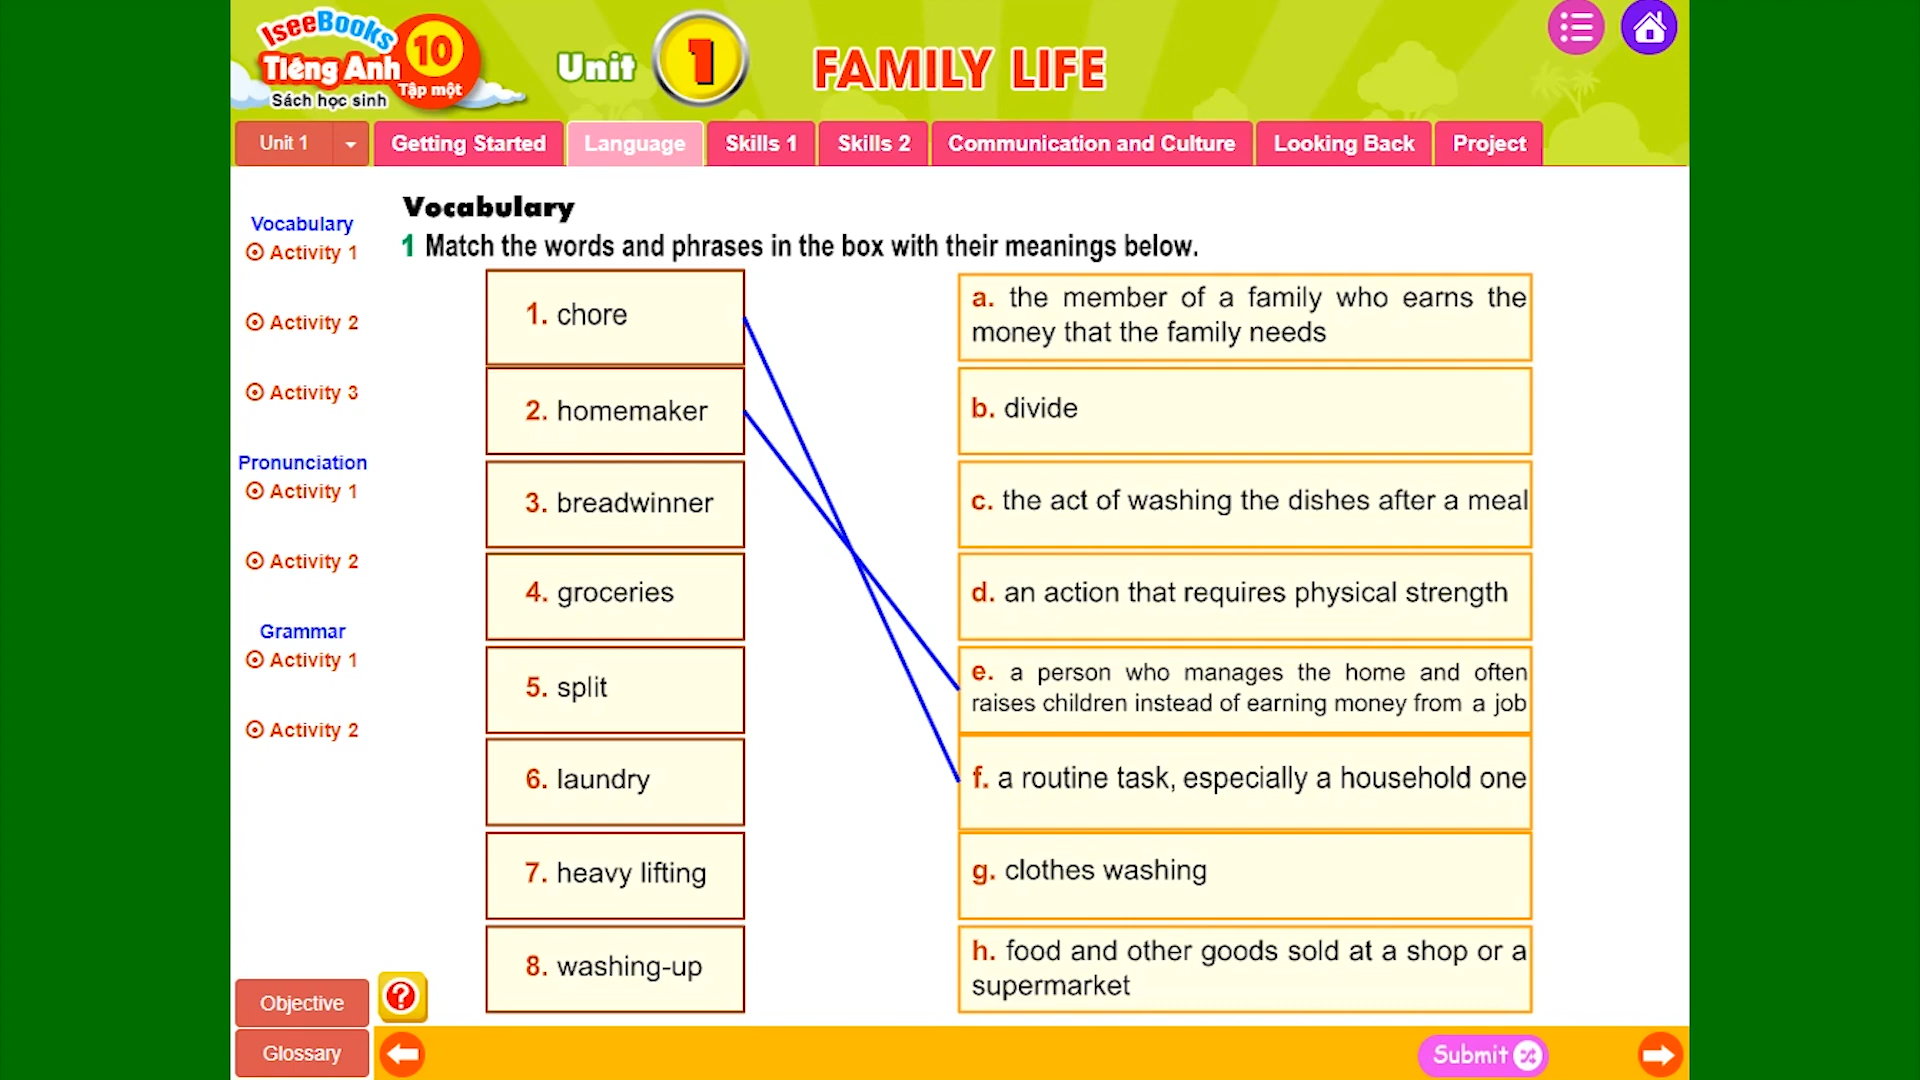 IseeBooks
Tiếng Anh 10
Tập một
Sách học sinh
Unit 1 FAMILY LIFE
Unit 1
Getting Started
Language
Skills 1
Skills 2
Communication and Culture
Looking Back
Project
Vocabulary
Activity 1
Activity 2
Activity 3
Pronunciation
Activity 1
Activity 2
Grammar
Activity 1
Activity 2
Objective
Glossary
Vocabulary
1 Match the words and phrases in the box with their meanings below.
1. chore
2. homemaker
3. breadwinner
4. groceries
5. split
6. laundry
7. heavy lifting
8. washing-up
a. the member of a family who earns the
money that the family needs
b. divide
c. the act of washing the dishes after a meal
d. an action that requires physical strength
e. a person who manages the home and often
raises children instead of earning money from a job
f. a routine task, especially a household one
g. clothes washing
h. food and other goods sold at a shop or a
supermarket
?
Submit